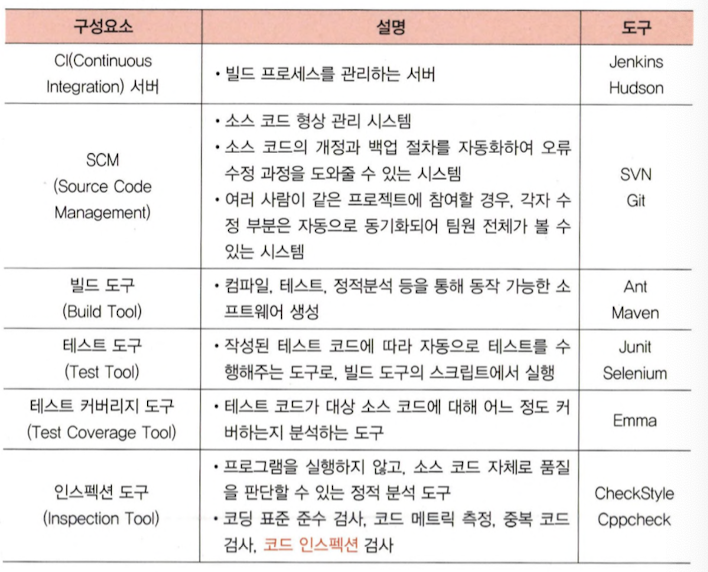 구성요소 설명 도구
CI(Continuous
Integration) 서버
• 빌드 프로세스를 관리하는 서버
Jenkins
Hudson
SCM
(Source Code
Management)
• 소스 코드 형상 관리 시스템
• 소스 코드의 개정과 백업 절차를 자동화하여 오류
수정 과정을 도와줄 수 있는 시스템
• 여러 사람이 같은 프로젝트에 참여할 경우, 각자 수
정 부분은 자동으로 동기화되어 팀원 전체가 볼 수
있는 시스템
SVN
Git
빌드 도구
(Build Tool)
• 컴파일, 테스트, 정적분석 등을 통해 동작 가능한 소
프트웨어 생성
Ant
Maven
테스트 도구
(Test Tool)
• 작성된 테스트 코드에 따라 자동으로 테스트를 수
행해주는 도구로, 빌드 도구의 스크립트에서 실행
Junit
Selenium
테스트 커버리지 도구
(Test Coverage Tool)
• 테스트 코드가 대상 소스 코드에 대해 어느 정도 커
버하는지 분석하는 도구
Emma
인스펙션 도구
(Inspection Tool)
• 프로그램을 실행하지 않고, 소스 코드 자체로 품질
을 판단할 수 있는 정적 분석 도구
• 코딩 표준 준수 검사, 코드 메트릭 측정, 중복 코드
검사, 코드 인스펙션 검사
CheckStyle
Cppcheck